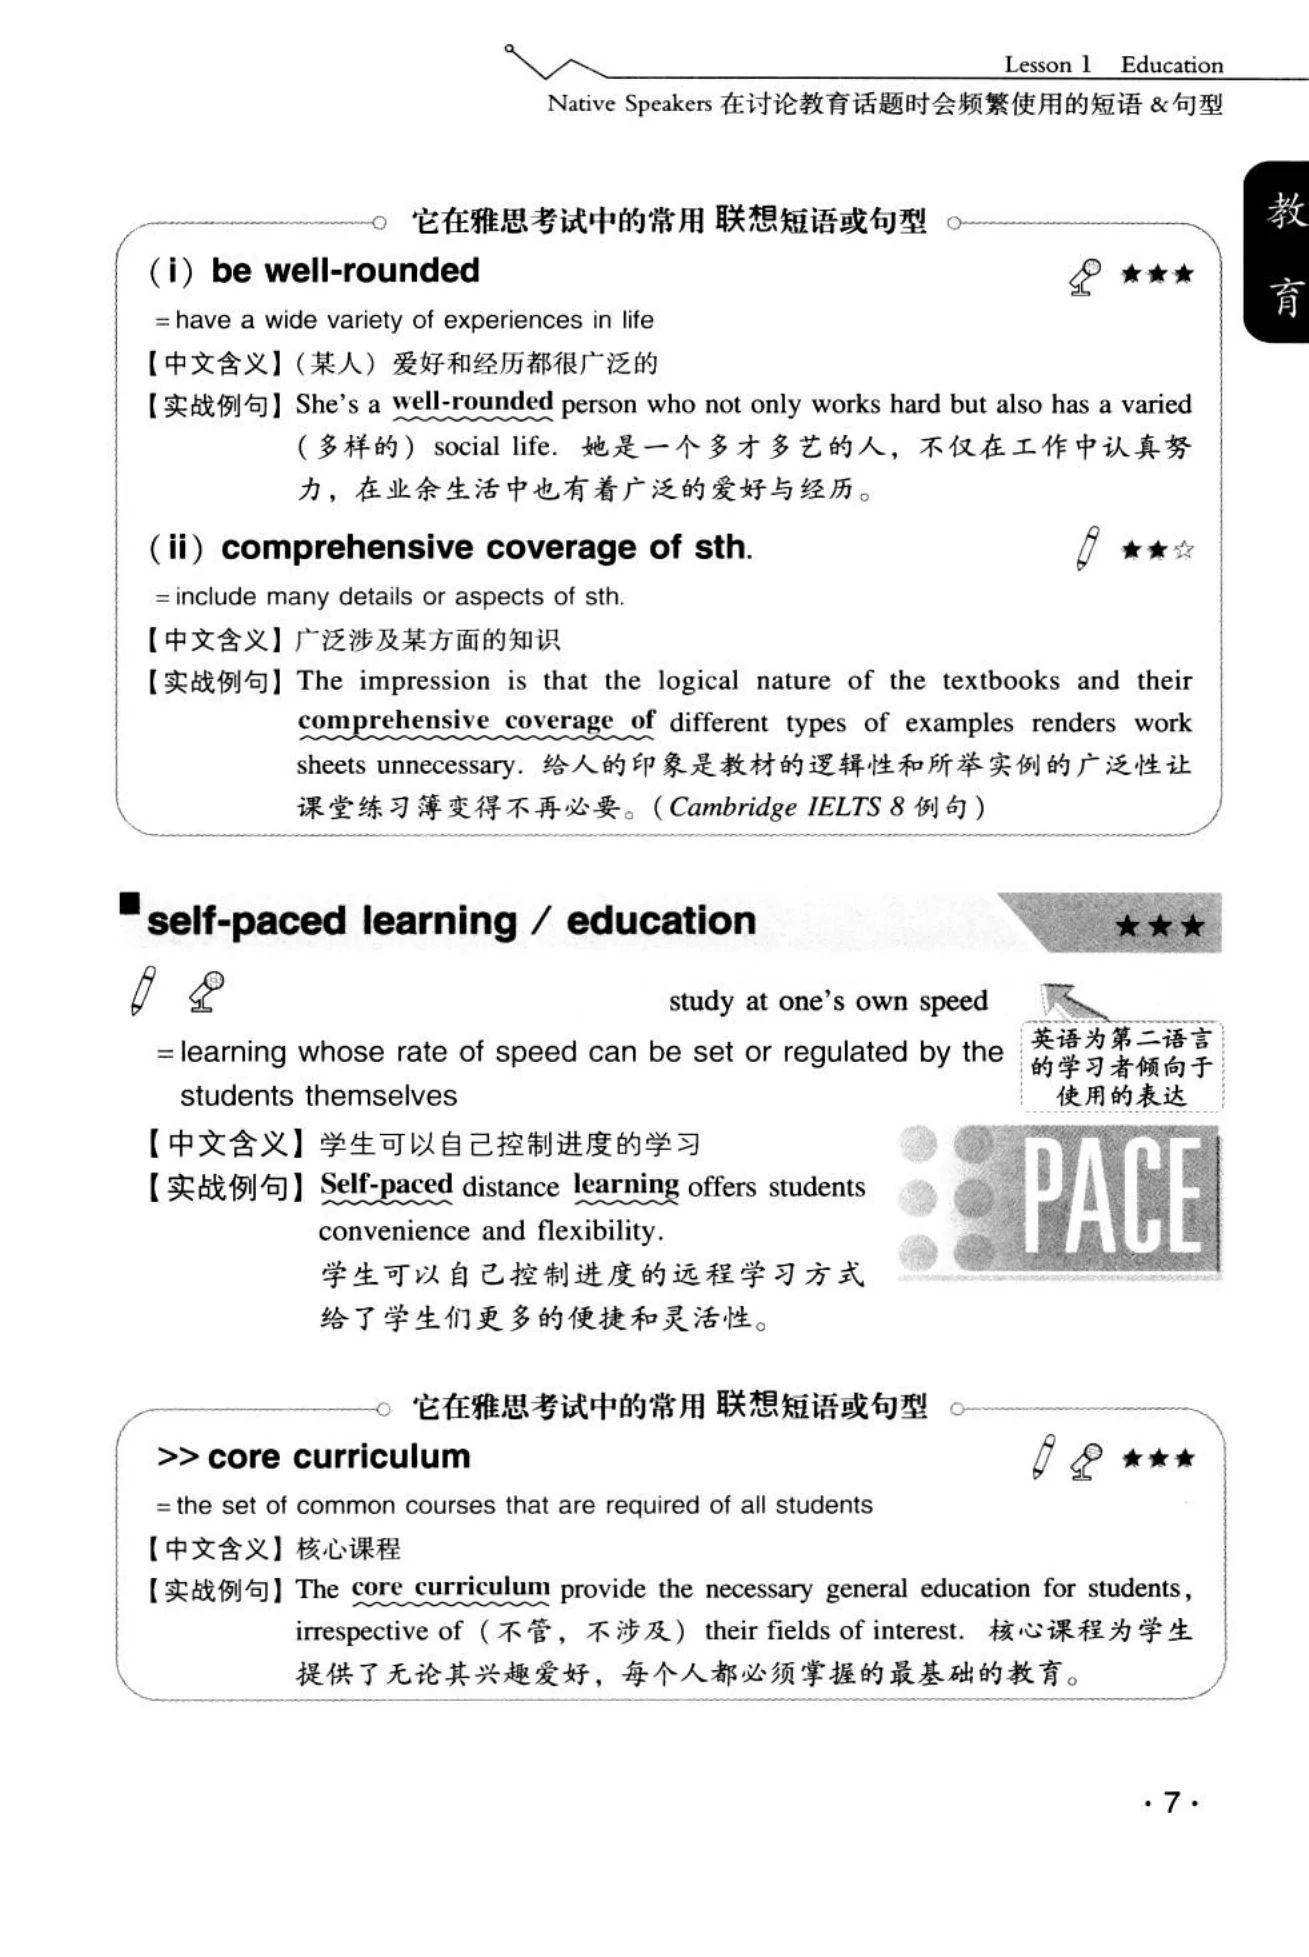 Lesson 1 Education
Native Speakers 在讨论教育话题时会频繁使用的短语 &句型
教
育
它在雅思考试中的常用 联想短语或句型
（i）be well-rounded ★★★
=have a wide variety of experiences in life
【中文含义】（某人）爱好和经历都很广泛的
【实战例句】She's a well-rounded person who not only works hard but also has a varied
（多样的）social life. 她是一个多才多艺的人，不仅在工作中认真努
力，在业余生活中也有着广泛的爱好与经历。
（ii）comprehensive coverage of sth. ★★☆
=include many details or aspects of sth.
【中文含义】广泛涉及某方面的知识
【实战例句】The impression is that the logical nature of the textbooks and their
comprehensive coverage of different types of examples renders work
sheets unnecessary. 给人的印象是教材的逻辑性和所举实例的广泛性让
课堂练习薄变得不再必要。（Cambridge IELTS 8 例句）
■self-paced learning / education ★★★
study at one's own speed
英语为第二语言
的学习者倾向于
使用的表达
=learning whose rate of speed can be set or regulated by the
students themselves
【中文含义】学生可以自己控制进度的学习
【实战例句】Self-paced distance learning offers students
convenience and flexibility.
学生可以自己控制进度的远程学习方式
给了学生们更多的便捷和灵活性。
PACE
它在雅思考试中的常用 联想短语或句型
>> core curriculum ★★★
=the set of common courses that are required of all students
【中文含义】核心课程
【实战例句】The core curriculum provide the necessary general education for students,
irrespective of（不管，不涉及）their fields of interest. 核心课程为学生
提供了无论其兴趣爱好，每个人都必须掌握的最基础的教育。
· 7 ·